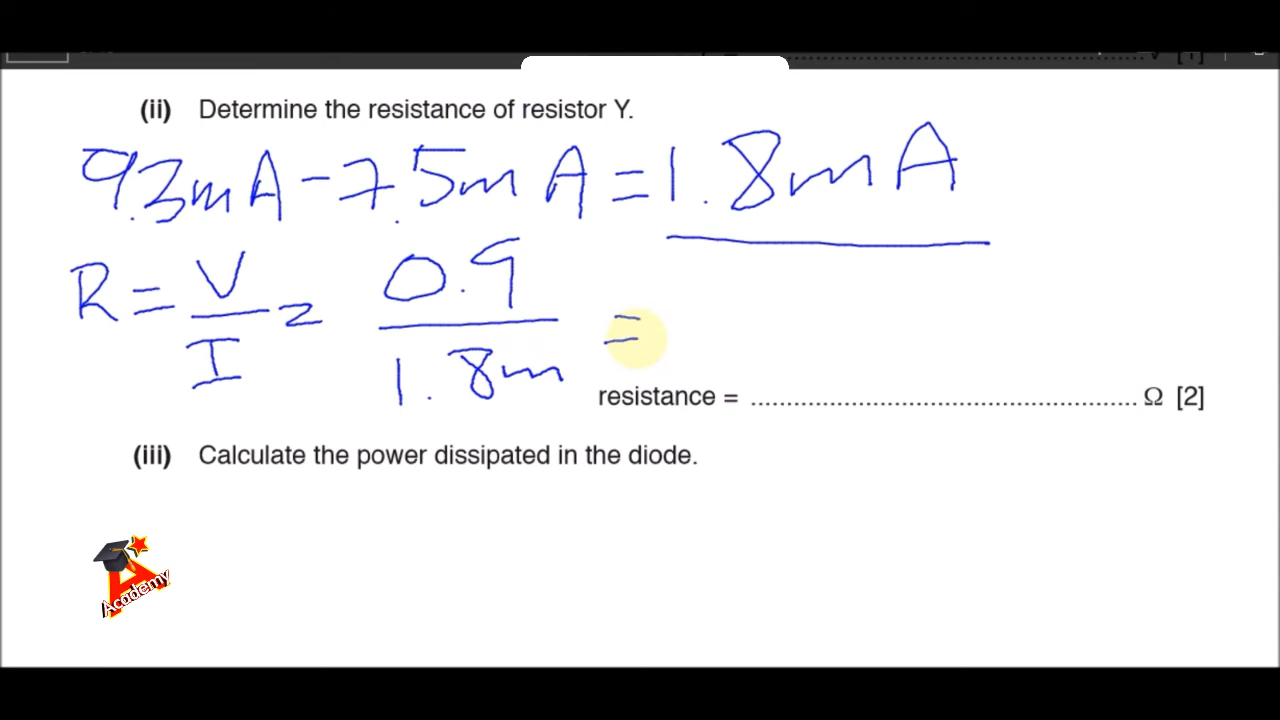 (ii) Determine the resistance of resistor Y.
9.3mA - 7.5mA = 1.8mA
R = V/I = 0.9/1.8m =
resistance = .................................................... Ω [2]
(iii) Calculate the power dissipated in the diode.
A
Academy